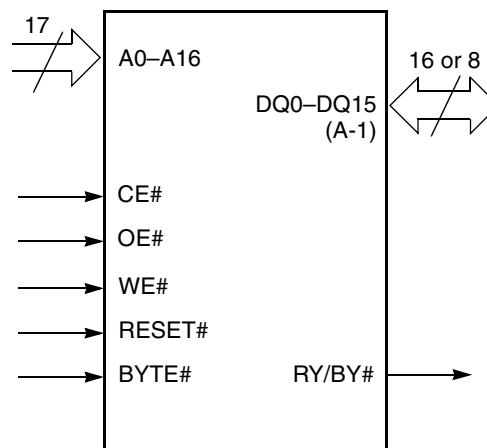 17
A0–A16
16 or 8
DQ0–DQ15
(A-1)
CE#
OE#
WE#
RESET#
BYTE#
RY/BY#